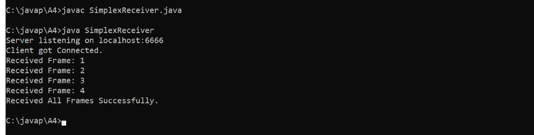 C:\javap\A4>javac SimplexReceiver.java
C:\javap\A4>java SimplexReceiver
Server listening on localhost:6666
Client got Connected.
Received Frame: 1
Received Frame: 2
Received Frame: 3
Received Frame: 4
Received All Frames Successfully.
C:\javap\A4>